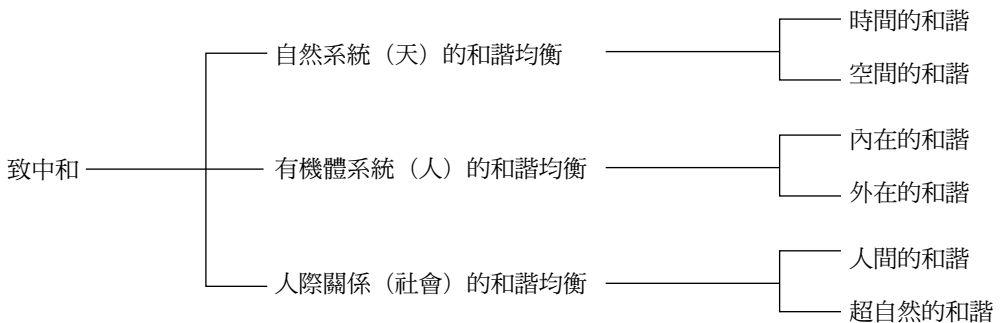 時間的和諧
自然系統（天）的和諧均衡
空間的和諧
內在的和諧
致中和
有機體系統（人）的和諧均衡
外在的和諧
人間的和諧
人際關係（社會）的和諧均衡
超自然的和諧